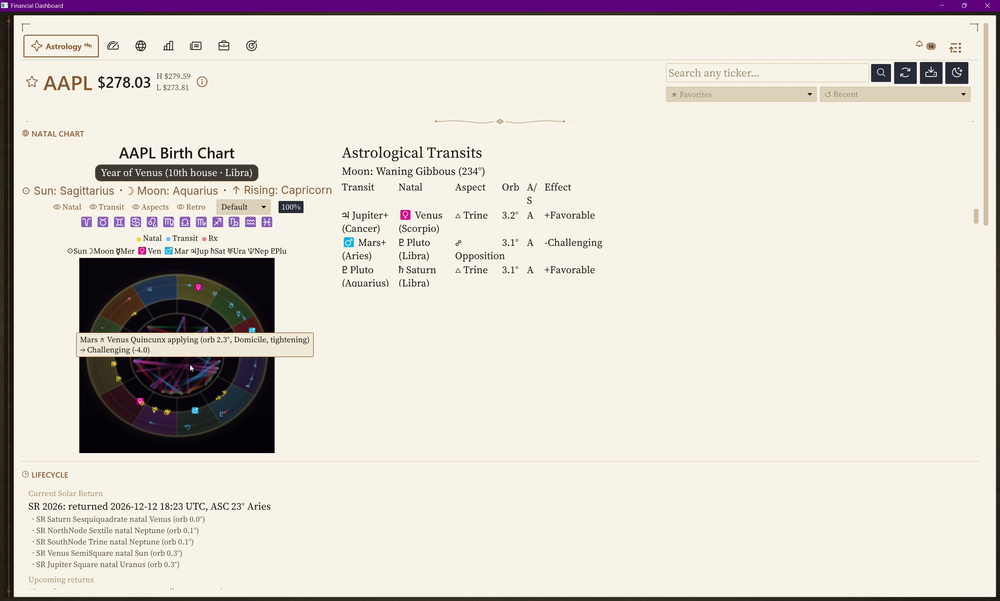 Financial Dashboard
Astrology
14
AAPL $278.03
H $279.59
L $273.81
Search any ticker...
★ Favorites
↺ Recent
NATAL CHART
AAPL Birth Chart
Year of Venus (10th house · Libra)
☉ Sun: Sagittarius · ☽ Moon: Aquarius · ↑ Rising: Capricorn
Natal Transit Aspects Retro Default 100%
♈ ♉ ♊ ♋ ♌ ♍ ♎ ♏ ♐ ♑ ♒ ♓
Natal Transit Rx
☉Sun ☽Moon ☿Mer ♀ Ven ♂ Mar ♃Jup ♄Sat ♅Ura ♆Nep ♇Plu
Mars ⚻ Venus Quincunx applying (orb 2.3°, Domicile, tightening)
→ Challenging (-4.0)
Astrological Transits
Moon: Waning Gibbous (234°)
Transit Natal Aspect Orb A/S Effect
♃ Jupiter+ (Cancer) ♀ Venus (Scorpio) △ Trine 3.2° A +Favorable
♂ Mars+ (Aries) ♇ Pluto (Libra) ☍ Opposition 3.1° A -Challenging
♇ Pluto (Aquarius) ♄ Saturn (Libra) △ Trine 3.1° A +Favorable
LIFECYCLE
Current Solar Return
SR 2026: returned 2026-12-12 18:23 UTC, ASC 23° Aries
· SR Saturn Sesquiquadrate natal Venus (orb 0.0°)
· SR NorthNode Sextile natal Neptune (orb 0.1°)
· SR SouthNode Trine natal Neptune (orb 0.1°)
· SR Venus SemiSquare natal Sun (orb 0.3°)
· SR Jupiter Square natal Uranus (orb 0.3°)
Upcoming returns